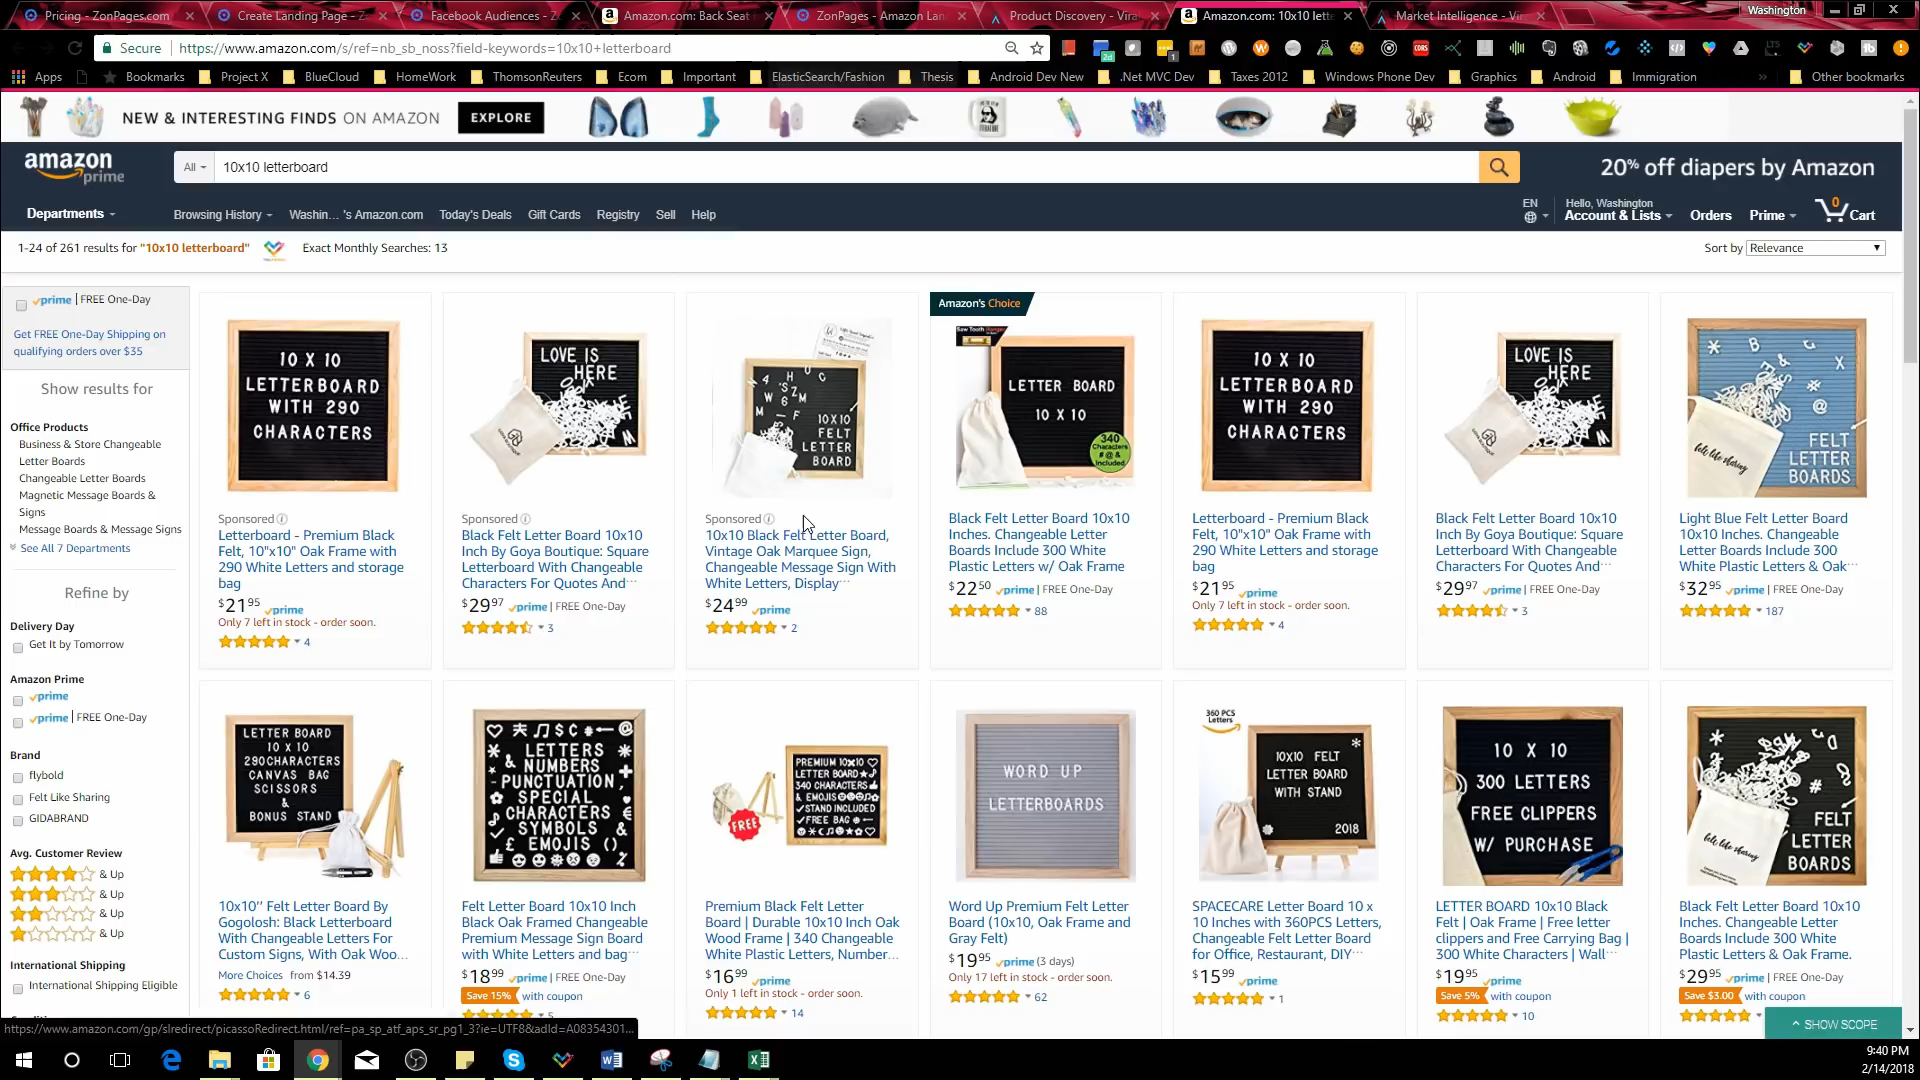 Pricing - ZonPages.com
Create Landing Page - Z
Facebook Audiences - Z
Amazon.com: Back Seat
ZonPages - Amazon Lan
Product Discovery - Vira
Amazon.com: 10x10 lette
Market Intelligence - Vir
Washington
Secure
https://www.amazon.com/s/ref=nb_sb_noss?field-keywords=10x10+letterboard
Apps
Bookmarks
Project X
BlueCloud
HomeWork
ThomsonReuters
Ecom
Important
ElasticSearch/Fashion
Thesis
Android Dev New
.Net MVC Dev
Taxes 2012
Windows Phone Dev
Graphics
Android
Immigration
Other bookmarks
NEW & INTERESTING FINDS ON AMAZON
EXPLORE
amazon prime
All
10x10 letterboard
20% off diapers by Amazon
Departments
Browsing History
Washin... 's Amazon.com
Today's Deals
Gift Cards
Registry
Sell
Help
EN
Hello, Washington
Account & Lists
Orders
Prime
0
Cart
1-24 of 261 results for "10x10 letterboard"
Exact Monthly Searches: 13
Sort by Relevance
prime | FREE One-Day
Get FREE One-Day Shipping on
qualifying orders over $35
Show results for
Office Products
Business & Store Changeable
Letter Boards
Changeable Letter Boards
Magnetic Message Boards &
Signs
Message Boards & Message Signs
See All 7 Departments
Refine by
Delivery Day
Get It by Tomorrow
Amazon Prime
prime
prime | FREE One-Day
Brand
flybold
Felt Like Sharing
GIDABRAND
Avg. Customer Review
& Up
& Up
& Up
& Up
International Shipping
International Shipping Eligible
10 X 10
LETTERBOARD
WITH 290
CHARACTERS
Sponsored
Letterboard - Premium Black
Felt, 10"x10" Oak Frame with
290 White Letters and storage
bag
$21 95 prime
Only 7 left in stock - order soon.
4
LOVE IS
HERE
Sponsored
Black Felt Letter Board 10x10
Inch By Goya Boutique: Square
Letterboard With Changeable
Characters For Quotes And...
$29 97 prime | FREE One-Day
3
10X10
FELT
LETTER
BOARD
Sponsored
10x10 Black Felt Letter Board,
Vintage Oak Marquee Sign,
Changeable Message Sign With
White Letters, Display...
$24 99 prime
2
Amazon's Choice
Saw Tooth Hanger
LETTER BOARD
10 X 10
340
Characters
# @ &
Included
Black Felt Letter Board 10x10
Inches. Changeable Letter
Boards Include 300 White
Plastic Letters w/ Oak Frame
$22 50 prime | FREE One-Day
88
10 X 10
LETTERBOARD
WITH 290
CHARACTERS
Letterboard - Premium Black
Felt, 10"x10" Oak Frame with
290 White Letters and storage
bag
$21 95 prime
Only 7 left in stock - order soon.
4
LOVE IS
HERE
Black Felt Letter Board 10x10
Inch By Goya Boutique: Square
Letterboard With Changeable
Characters For Quotes And...
$29 97 prime | FREE One-Day
3
felt like sharing
FELT
LETTER
BOARDS
Light Blue Felt Letter Board
10x10 Inches. Changeable
Letter Boards Include 300
White Plastic Letters & Oak...
$32 95 prime | FREE One-Day
187
LETTER BOARD
10 X 10
290CHARACTERS
CANVAS BAG
SCISSORS
&
BONUS STAND
10x10'' Felt Letter Board By
Gogolosh: Black Letterboard
With Changeable Letters For
Custom Signs, With Oak Woo...
More Choices from $14.39
6
LETTERS
& NUMBERS
PUNCTUATION
SPECIAL
CHARACTERS
SYMBOLS &
£ EMOJIS ()
Felt Letter Board 10x10 Inch
Black Oak Framed Changeable
Premium Message Sign Board
with White Letters and bag...
$18 99 prime | FREE One-Day
Save 15% with coupon
5
FREE
PREMIUM 10X10
LETTER BOARD
340 CHARACTERS
& EMOJIS
STAND INCLUDED
FREE BAG
Premium Black Felt Letter
Board | Durable 10x10 Inch Oak
Wood Frame | 340 Changeable
White Plastic Letters, Number...
$16 99 prime
Only 1 left in stock - order soon.
14
WORD UP
LETTERBOARDS
Word Up Premium Felt Letter
Board (10x10, Oak Frame and
Gray Felt)
$19 95 prime (3 days)
Only 17 left in stock - order soon.
62
360 PCS
Letters
10X10 FELT
LETTER BOARD
WITH STAND
2018
SPACECARE Letter Board 10 x
10 Inches with 360PCS Letters,
Changeable Felt Letter Board
for Office, Restaurant, DIY...
$15 99 prime
1
10 X 10
300 LETTERS
FREE CLIPPERS
W/ PURCHASE
LETTER BOARD 10x10 Black
Felt | Oak Frame | Free letter
clippers and Free Carrying Bag |
300 White Characters | Wall...
$19 95 prime
Save 5% with coupon
10
felt like sharing
FELT
LETTER
BOARDS
Black Felt Letter Board 10x10
Inches. Changeable Letter
Boards Include 300 White
Plastic Letters & Oak Frame.
$29 95 prime | FREE One-Day
Save $3.00 with coupon
https://www.amazon.com/gp/slredirect/picassoRedirect.html/ref=pa_sp_atf_aps_sr_pg1_3?ie=UTF8&adId=A08354301...
SHOW SCOPE
9:40 PM
2/14/2018